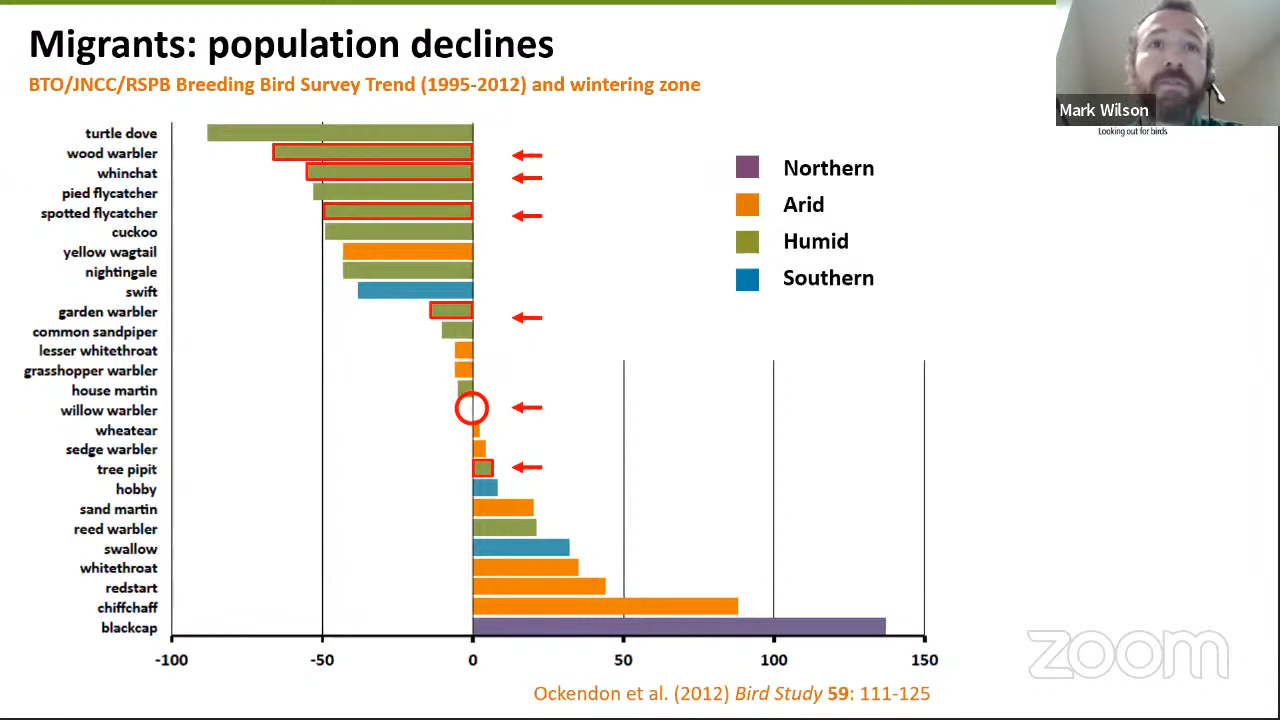 Migrants: population declines
BTO/JNCC/RSPB Breeding Bird Survey Trend (1995-2012) and wintering zone
Mark Wilson
Looking out for birds
turtle dove
wood warbler
whinchat
pied flycatcher
spotted flycatcher
cuckoo
yellow wagtail
nightingale
swift
garden warbler
common sandpiper
lesser whitethroat
grasshopper warbler
house martin
willow warbler
wheatear
sedge warbler
tree pipit
hobby
sand martin
reed warbler
swallow
whitethroat
redstart
chiffchaff
blackcap
Northern
Arid
Humid
Southern
-100 -50 0 50 100 150
Ockendon et al. (2012) Bird Study 59: 111-125
zoom